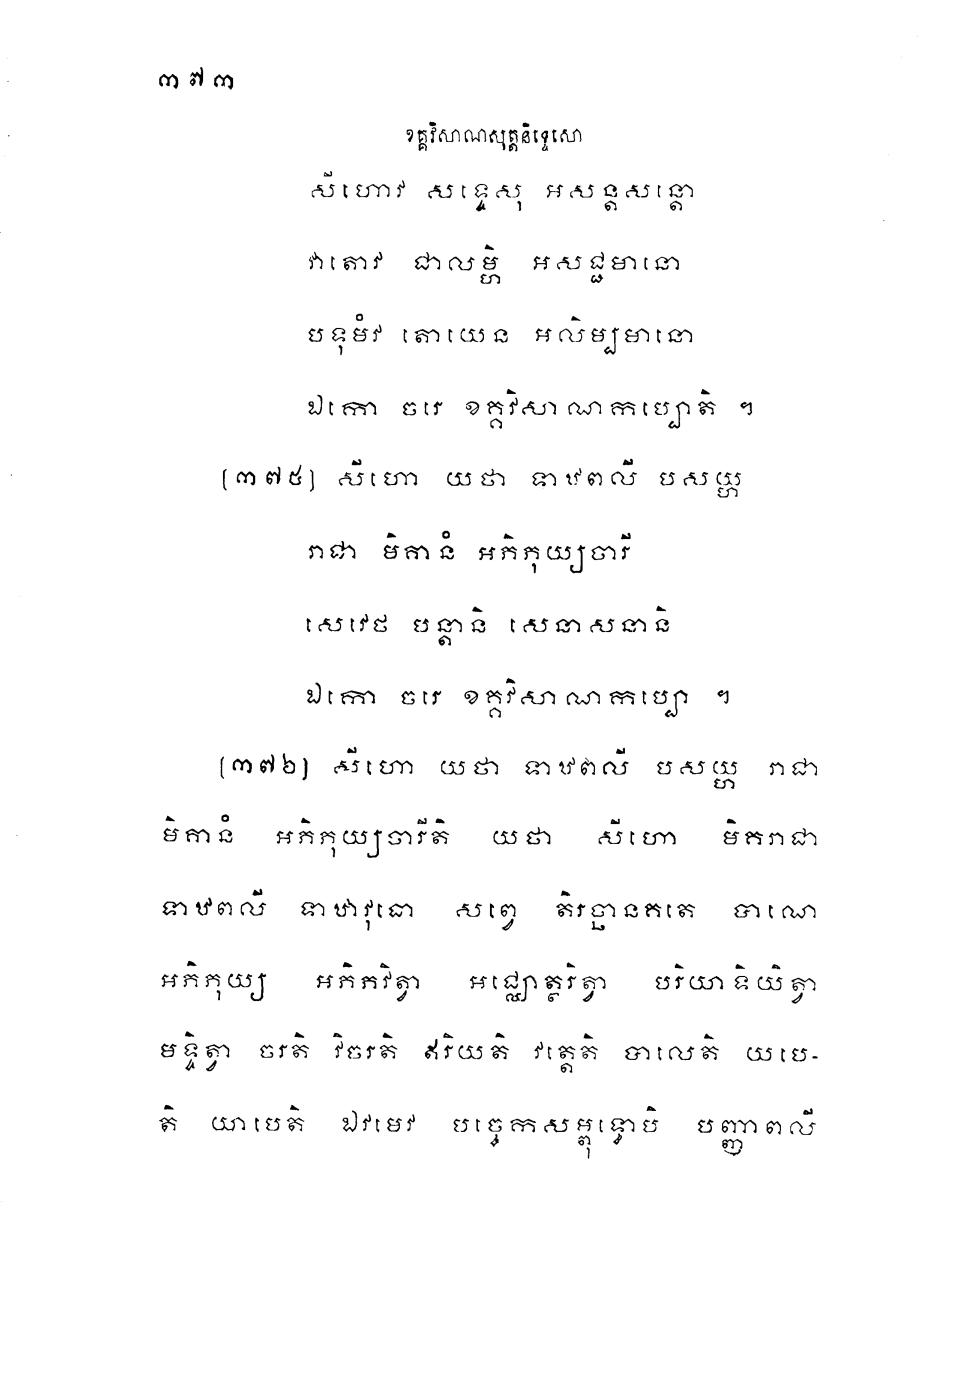 ៣៧៣
ខគ្គវិសាណសុត្តនិទ្ទេសោ
សីហោវ សទ្ទេសុ អសន្តសន្តោ
វាតោវ ជាលម្ហិ អសជ្ជមានោ
បទុមំវ តោយេន អលិម្បមានោ
ឯកោ ចរេ ខគ្គវិសាណកប្បោតិ ។
(៣៧៥) សីហោ យថា ទាឋពលី បសយ្ហ
រាជា មិគានំ អភិភុយ្យចារី
សេវេថ បន្តានិ សេនាសនានិ
ឯកោ ចរេ ខគ្គវិសាណកប្បោ ។
(៣៧៦) សីហោ យថា ទាឋពលី បសយ្ហ រាជា
មិគានំ អភិភុយ្យចារីតិ យថា សីហោ មិគរាជា
ទាឋពលី ទាឋាវុធោ សព្វេ តិរច្ឆានគតេ បាណេ
អភិភុយ្យ អភិភវិត្វា អជ្ឈោត្ថរិត្វា បរិយាទិយិត្វា
មទ្ទិត្វា ចរតិ វិចរតិ ឥរិយតិ វត្តេតិ បាលេតិ យបេ-
តិ យាបេតិ ឯវមេវ បច្ចេកសម្ពុទ្ធោបិ បញ្ញាពលី